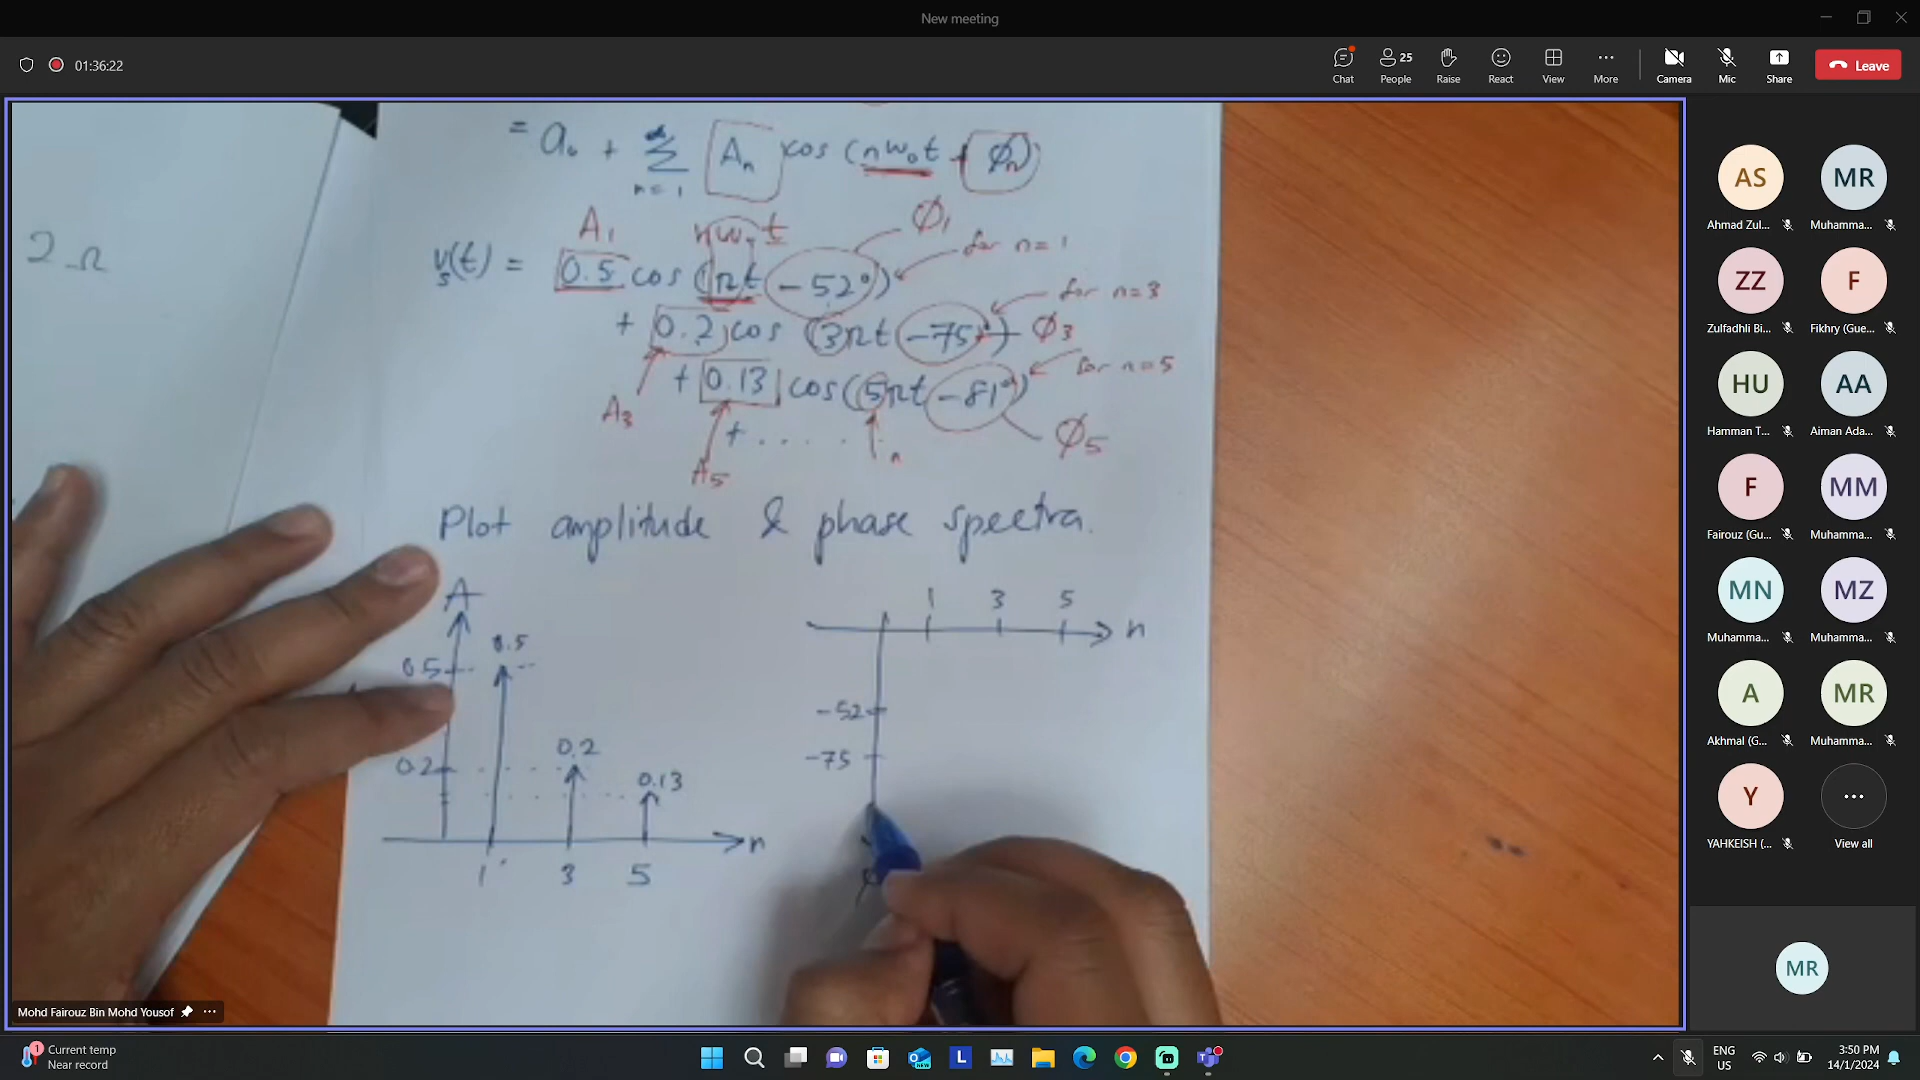 New meeting
01:36:22
Chat
25
People
Raise
React
View
More
Camera
Mic
Share
Leave
= a₀ + Σ Aₙ cos (nω₀t + φₙ)
n=1
A₁ nω₀t φ₁ for n=1
vₛ(t) = 0.5 cos (πt -52°)
+ 0.2 cos (3πt -75°) φ₃ for n=3
+ 0.13 cos (5πt -81°) for n=5
A₃
+ ..... n φ₅
A₅
2 Ω
Plot amplitude & phase spectra.
A
0.5 0.5
0.2 0.2
0.13
n
1 3 5
1 3 5
n
-52
-75
φ
Mohd Fairouz Bin Mohd Yousof ...
AS
Ahmad Zul...
MR
Muhamma...
ZZ
Zulfadhli Bi...
F
Fikhry (Gue...
HU
Hamman T...
AA
Aiman Ada...
F
Fairouz (Gu...
MM
Muhamma...
MN
Muhamma...
MZ
Muhamma...
A
Akhmal (G...
MR
Muhamma...
Y
YAHKEISH (...
...
View all
MR
1
Current temp
Near record
NEW
L
ENG
US
3:50 PM
14/1/2024